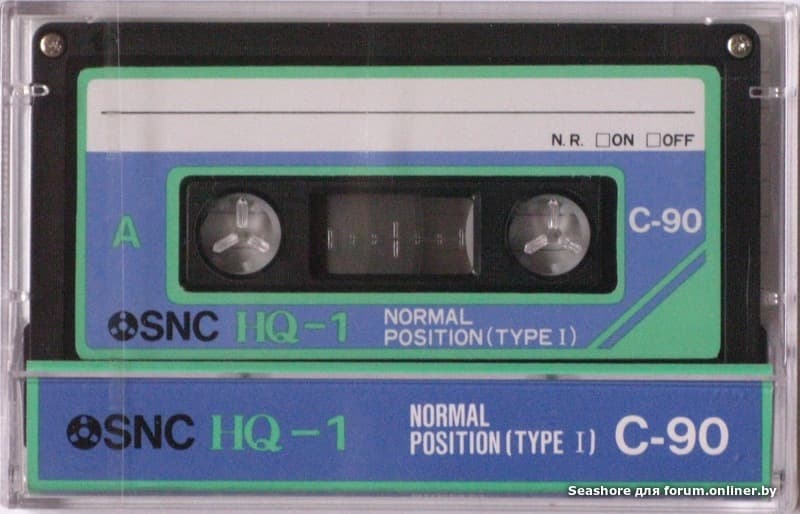 N.R. □ON □OFF
A
C-90
SNC HQ-1
NORMAL
POSITION (TYPE I)
SNC HQ-1
NORMAL
POSITION (TYPE I)
C-90
Seashore для forum.onliner.by